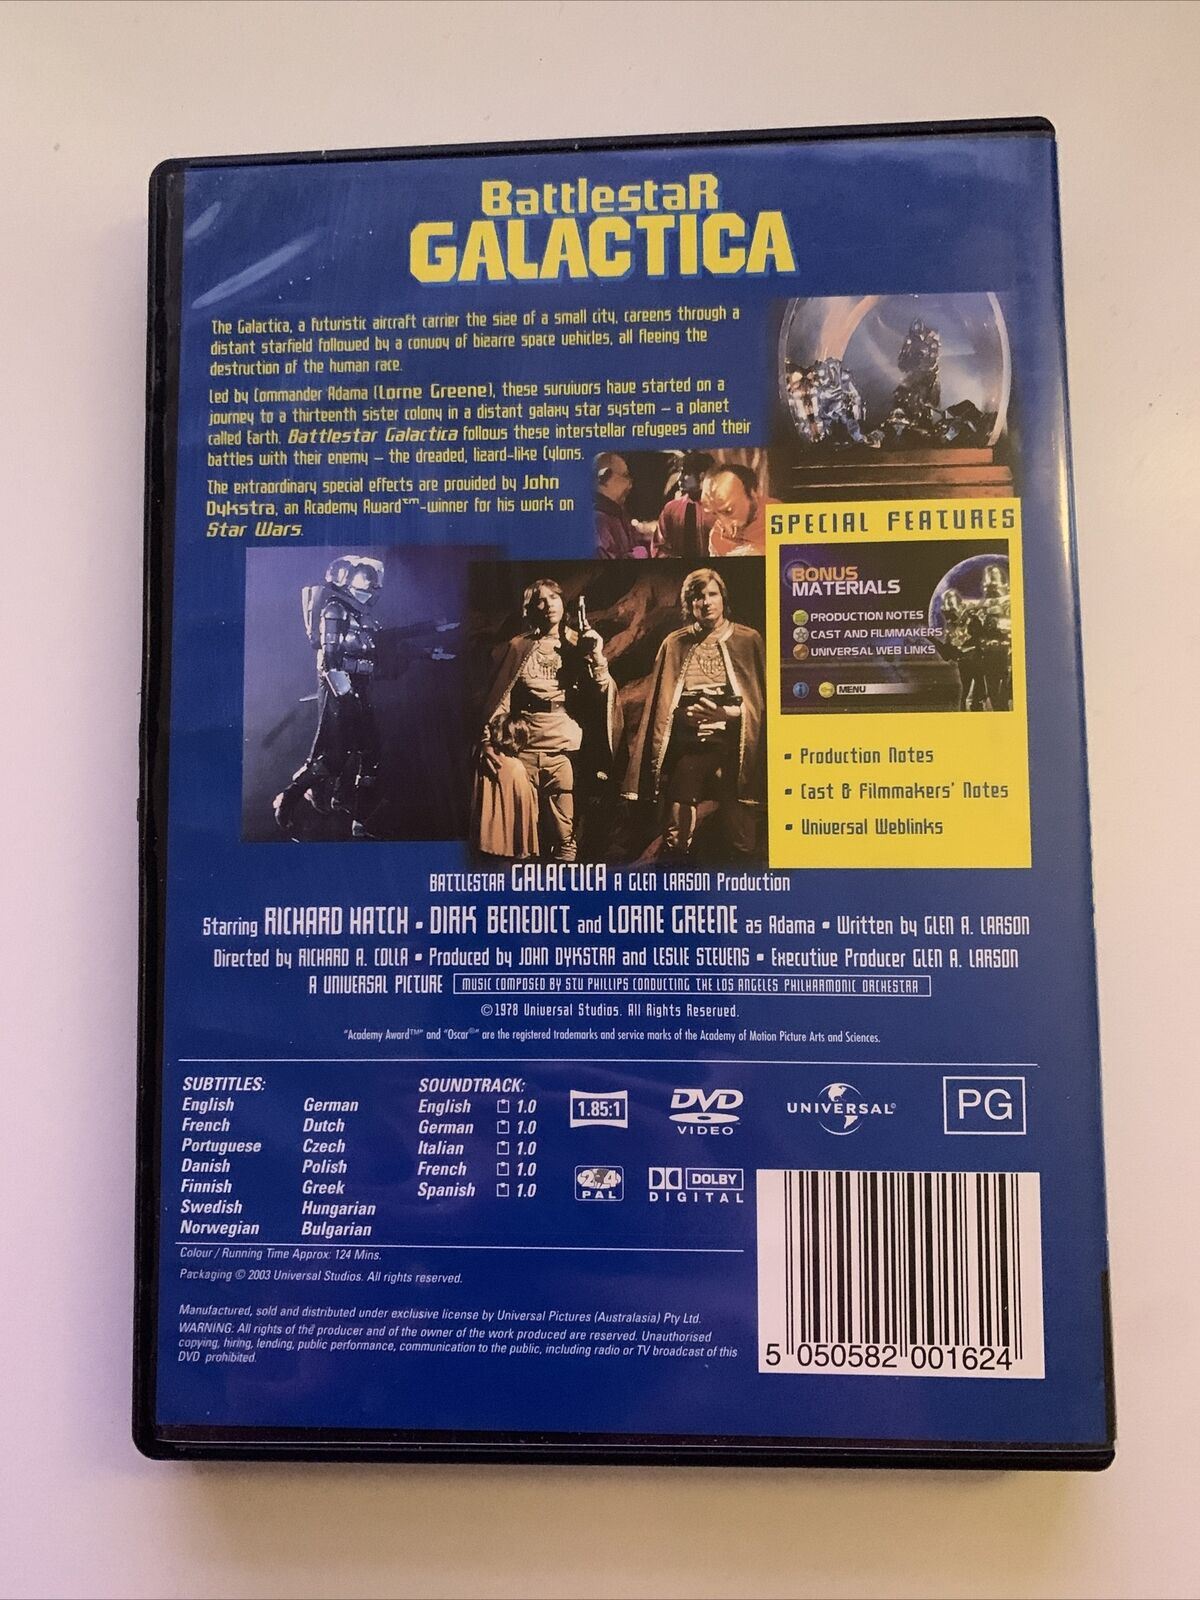 BattlestaR
GALACTICA
The Galactica, a futuristic aircraft carrier the size of a small city, careens through a
distant starfield followed by a convoy of bizarre space vehicles, all fleeing the
destruction of the human race.
Led by Commander Adama (Lorne Greene), these survivors have started on a
journey to a thirteenth sister colony in a distant galaxy star system – a planet
called Earth. Battlestar Galactica follows these interstellar refugees and their
battles with their enemy – the dreaded, lizard-like Cylons.
The extraordinary special effects are provided by John
Dykstra, an Academy Award™-winner for his work on
Star Wars.
SPECIAL FEATURES
BONUS
MATERIALS
PRODUCTION NOTES
CAST AND FILMMAKERS
UNIVERSAL WEB LINKS
MENU
• Production Notes
• Cast & Filmmakers' Notes
• Universal Weblinks
BATTLESTAR GALACTICA A GLEN LARSON Production
Starring RICHARD HATCH • DIRK BENEDICT and LORNE GREENE as Adama • Written by GLEN A. LARSON
Directed by RICHARD A. COLLA • Produced by JOHN DYKSTRA and LESLIE STEVENS • Executive Producer GLEN A. LARSON
A UNIVERSAL PICTURE MUSIC COMPOSED BY STU PHILLIPS CONDUCTING THE LOS ANGELES PHILHARMONIC ORCHESTRA
©1978 Universal Studios. All Rights Reserved.
"Academy Award™" and "Oscar®" are the registered trademarks and service marks of the Academy of Motion Picture Arts and Sciences.
SUBTITLES:
English
French
Portuguese
Danish
Finnish
Swedish
Norwegian
German
Dutch
Czech
Polish
Greek
Hungarian
Bulgarian
SOUNDTRACK:
English 1.0
German 1.0
Italian 1.0
French 1.0
Spanish 1.0
1.85:1
DVD
VIDEO
UNIVERSAL®
PG
2 4
PAL
DOLBY
DIGITAL
Colour / Running Time Approx: 124 Mins.
Packaging © 2003 Universal Studios. All rights reserved.
Manufactured, sold and distributed under exclusive license by Universal Pictures (Australasia) Pty Ltd.
WARNING: All rights of the producer and of the owner of the work produced are reserved. Unauthorised
copying, hiring, lending, public performance, communication to the public, including radio or TV broadcast of this
DVD prohibited.
5 050582 001624